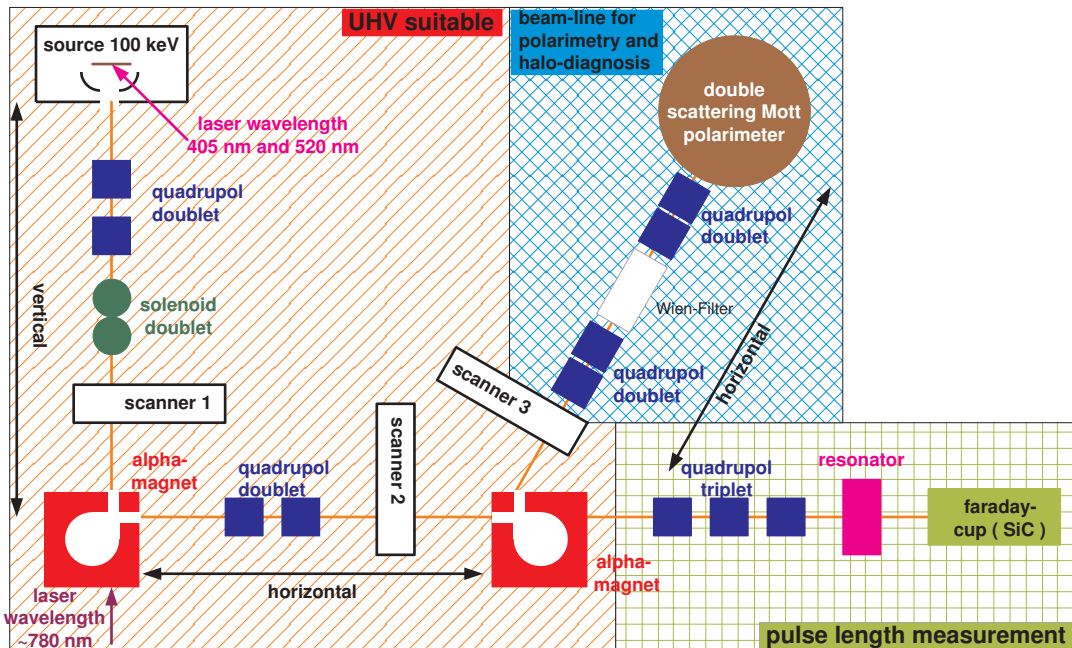 UHV suitable
beam-line for
polarimetry and
halo-diagnosis
source 100 keV
double
scattering Mott
polarimeter
laser wavelength
405 nm and 520 nm
quadrupol
doublet
quadrupol
doublet
vertical
solenoid
doublet
Wien-Filter
horizontal
quadrupol
doublet
scanner 1
scanner 3
scanner 2
alpha-
magnet
quadrupol
doublet
quadrupol
triplet
resonator
faraday-
cup ( SiC )
alpha-
magnet
horizontal
laser
wavelength
~780 nm
pulse length measurement